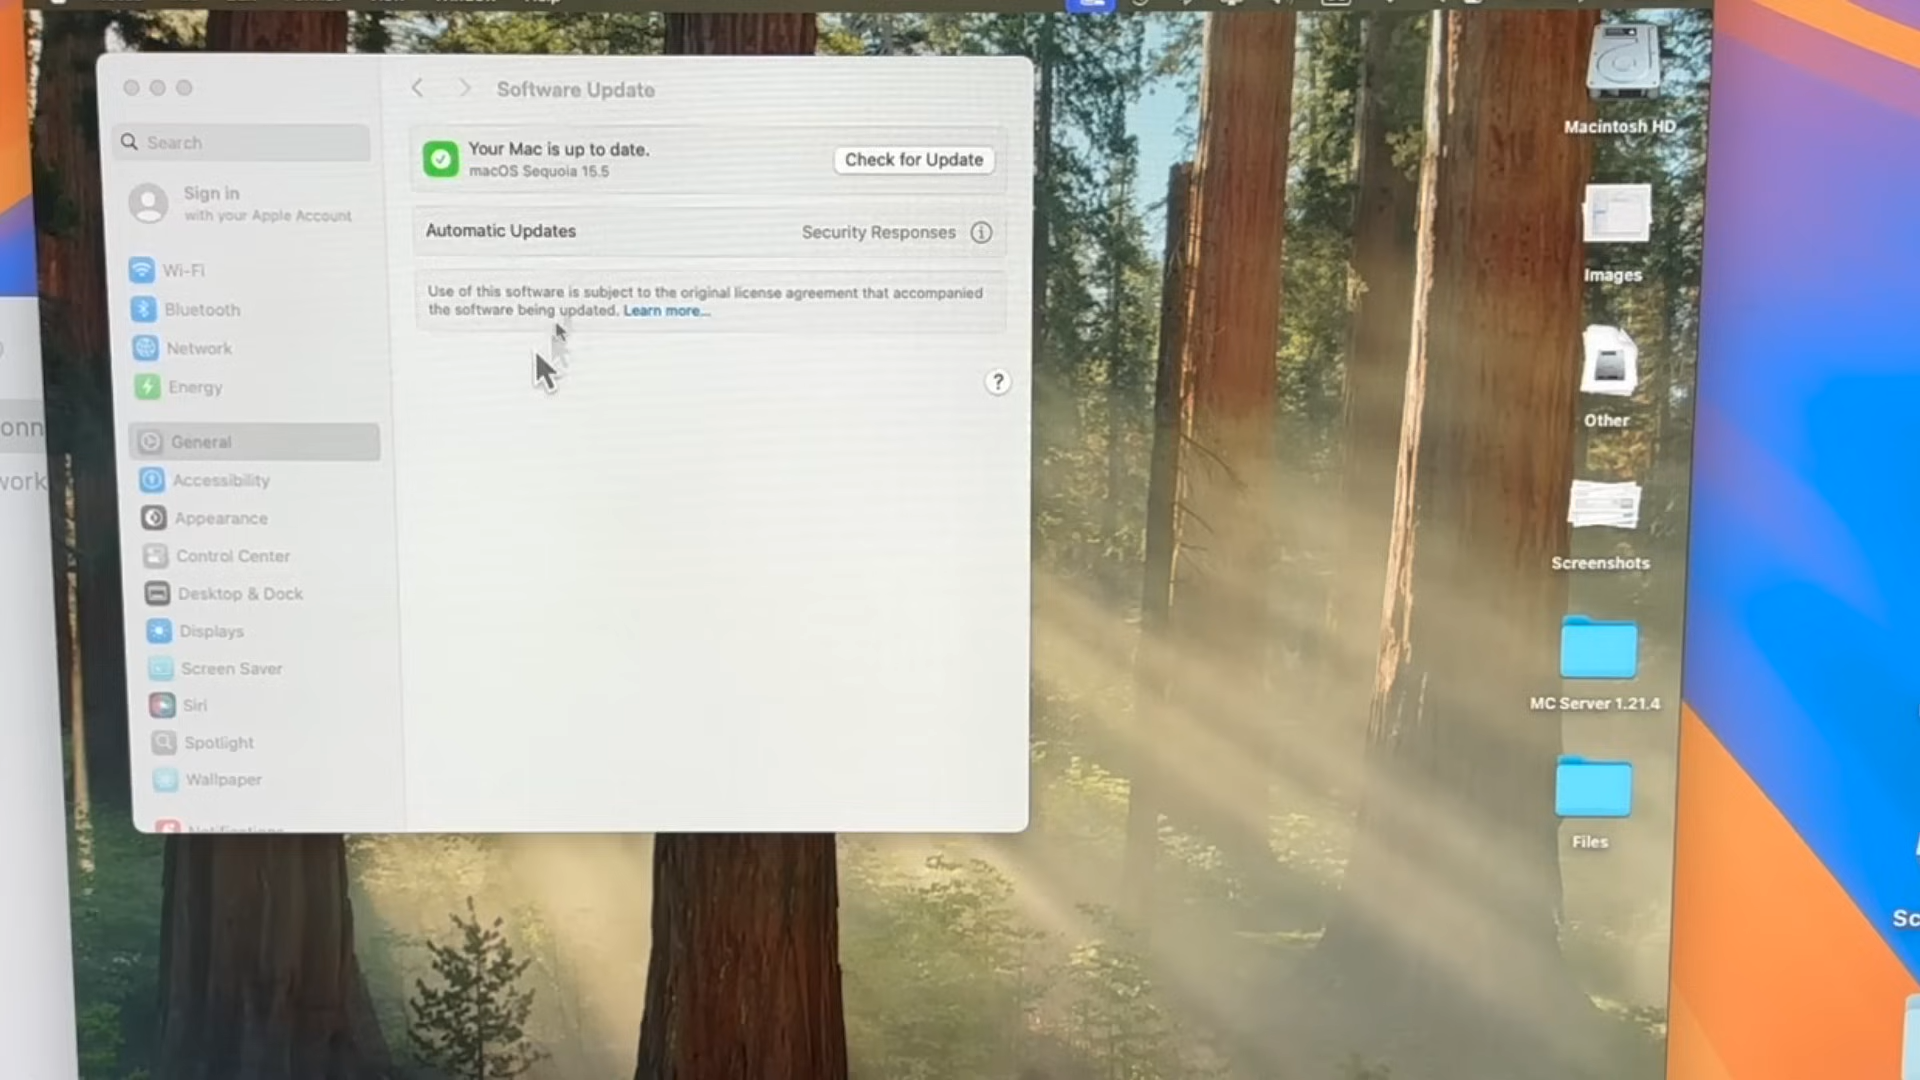 Software Update
Search
Your Mac is up to date.
macOS Sequoia 15.5
Check for Update
Sign in
with your Apple Account
Automatic Updates
Security Responses
Use of this software is subject to the original license agreement that accompanied
the software being updated. Learn more...
?
Wi-Fi
Bluetooth
Network
Energy
General
Accessibility
Appearance
Control Center
Desktop & Dock
Displays
Screen Saver
Siri
Spotlight
Wallpaper
Notifications
Macintosh HD
Images
Other
Screenshots
MC Server 1.21.4
Files